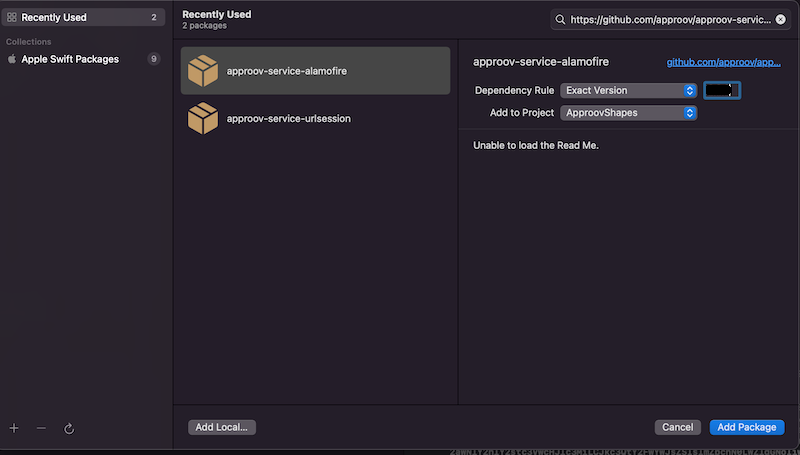 Recently Used 2
Collections
Apple Swift Packages 9
Recently Used
2 packages
https://github.com/approov/approov-servic...
approov-service-alamofire
approov-service-urlsession
approov-service-alamofire github.com/approov/app...
Dependency Rule Exact Version
Add to Project ApproovShapes
Unable to load the Read Me.
Add Local...
Cancel
Add Package